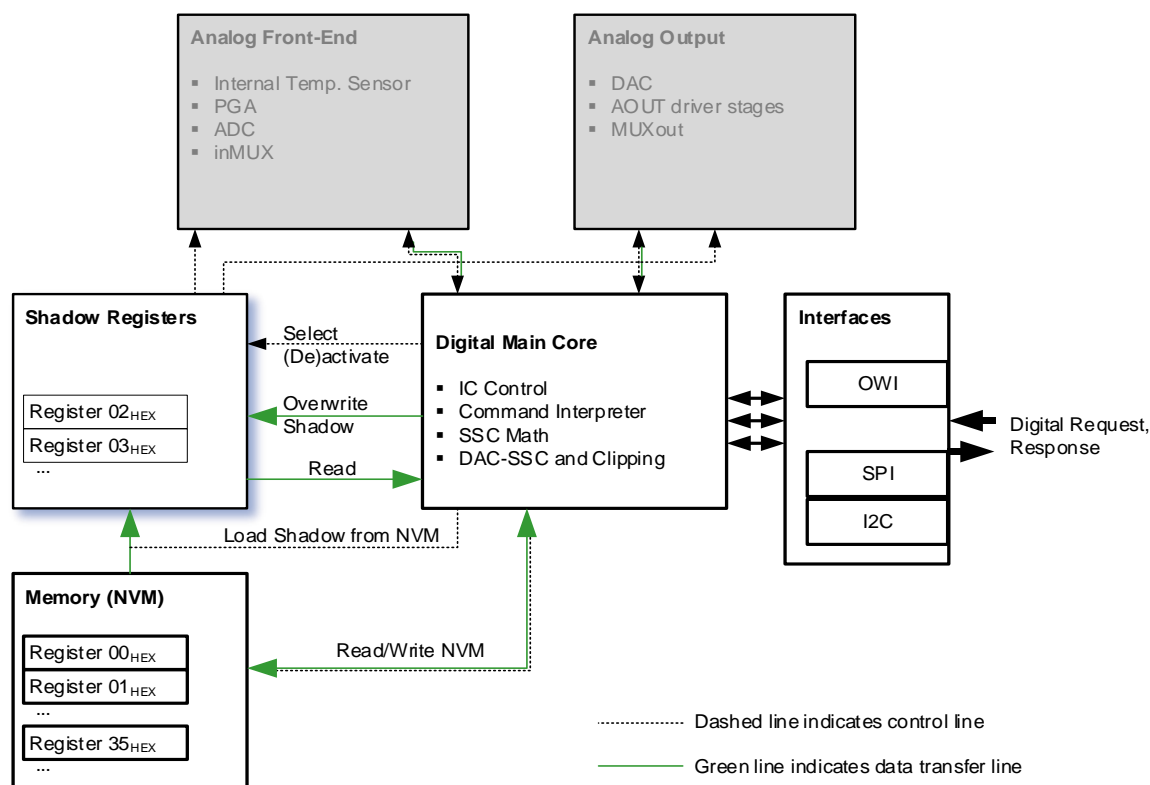 Analog Front-End
▪ Internal Temp. Sensor
▪ PGA
▪ ADC
▪ inMUX
Analog Output
▪ DAC
▪ AOUT driver stages
▪ MUXout
Shadow Registers
Register 02HEX
Register 03HEX
...
Select
(De)activate
Overwrite
Shadow
Read
Digital Main Core
▪ IC Control
▪ Command Interpreter
▪ SSC Math
▪ DAC-SSC and Clipping
Interfaces
OWI
SPI
I2C
Digital Request,
Response
Load Shadow from NVM
Memory (NVM)
Register 00HEX
Register 01HEX
...
Register 35HEX
...
Read/Write NVM
Dashed line indicates control line
Green line indicates data transfer line